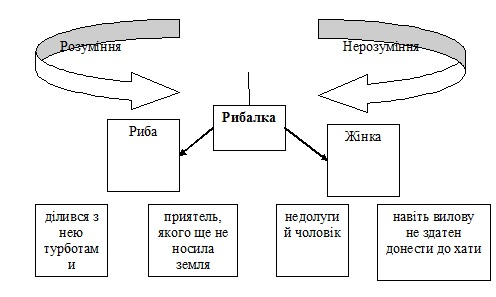 Розуміння
Нерозуміння
Рибалка
Риба
Жінка
ділився з
нею
турботам
и
приятель,
якого ще не
носила
земля
недолуги
й чоловік
навіть вилову
не здатен
донести до хати